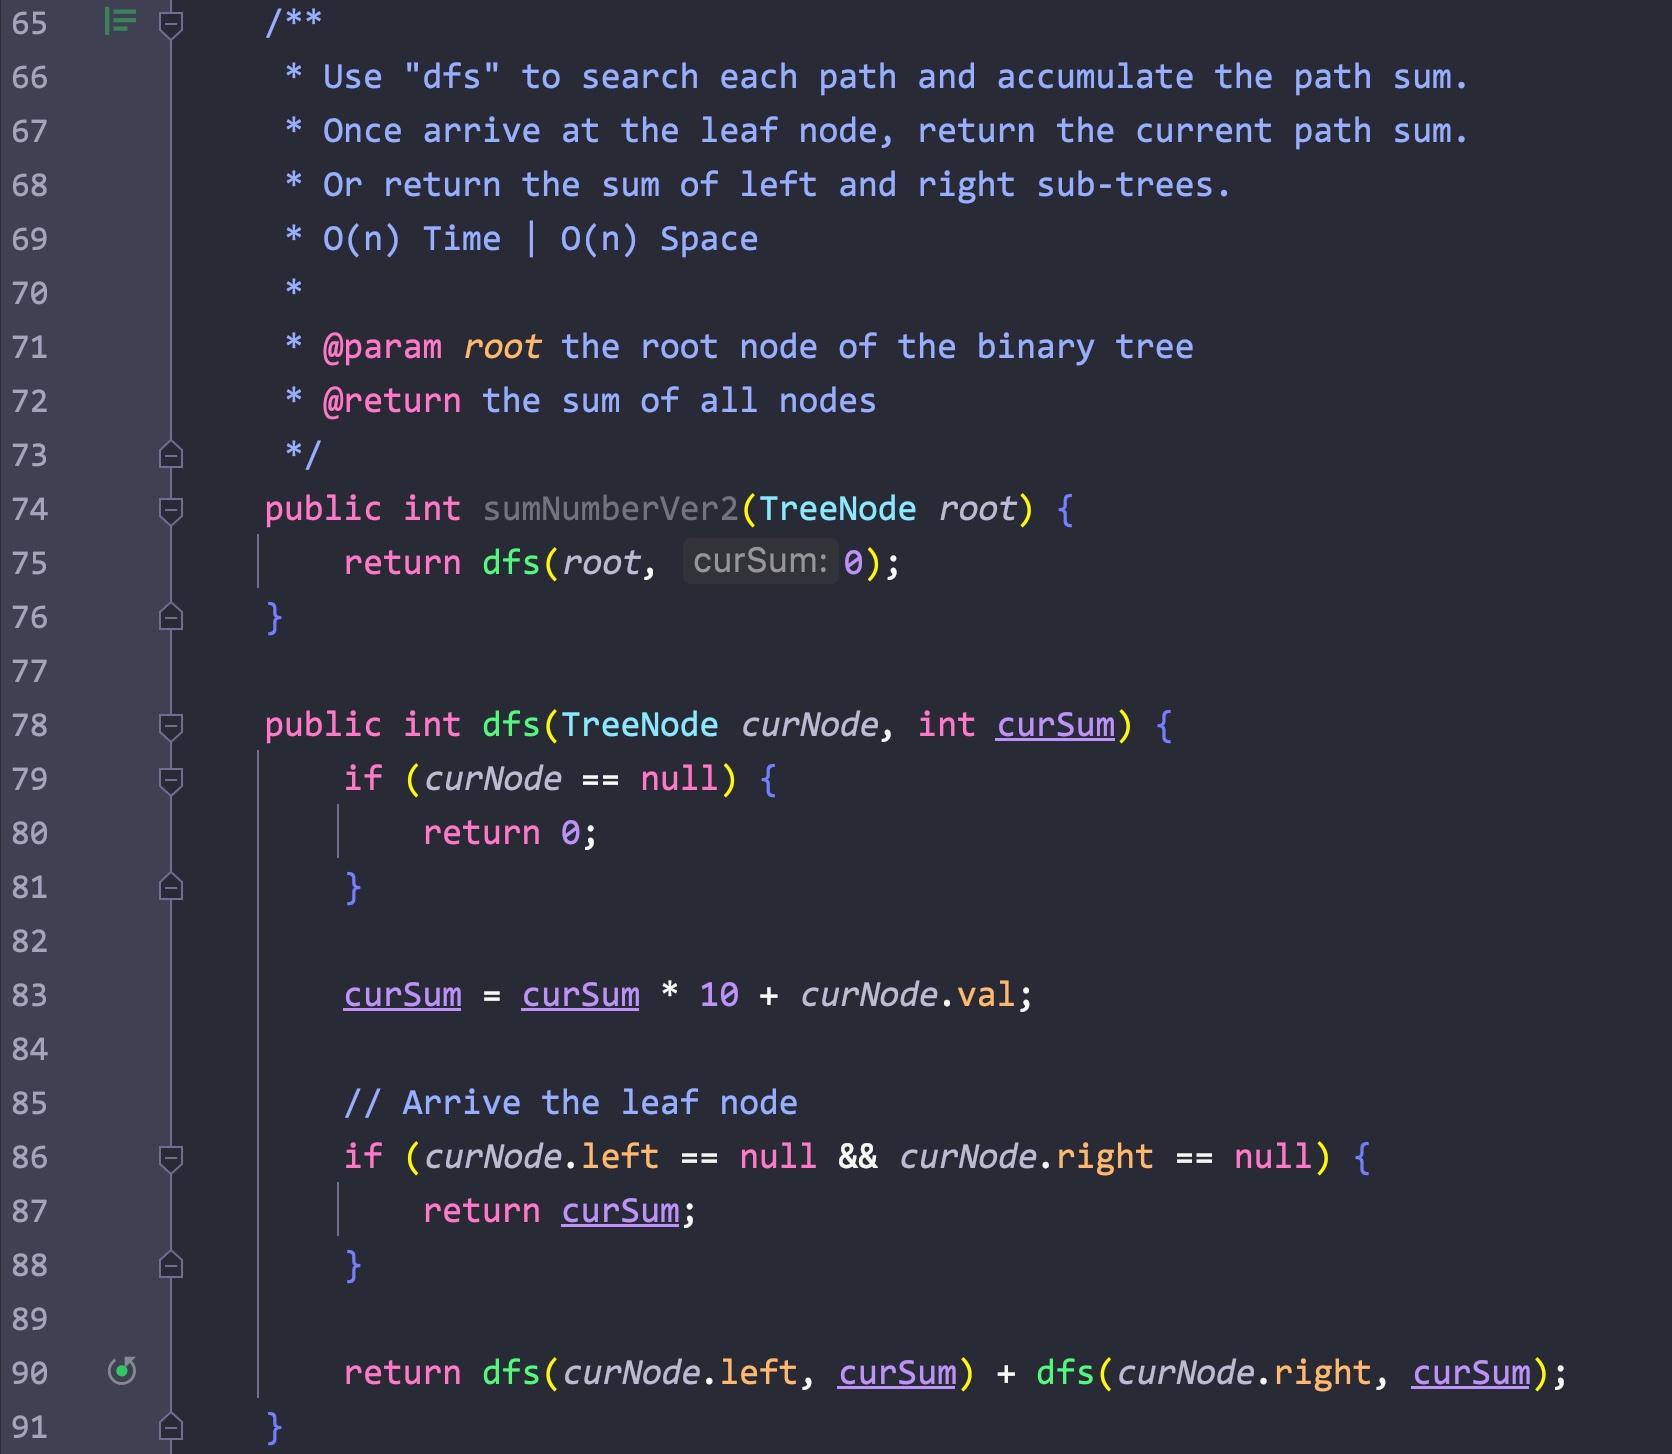 65 /**
66 * Use "dfs" to search each path and accumulate the path sum.
67 * Once arrive at the leaf node, return the current path sum.
68 * Or return the sum of left and right sub-trees.
69 * O(n) Time | O(n) Space
70 *
71 * @param root the root node of the binary tree
72 * @return the sum of all nodes
73 */
74 public int sumNumberVer2(TreeNode root) {
75 return dfs(root, curSum: 0);
76 }
77
78 public int dfs(TreeNode curNode, int curSum) {
79 if (curNode == null) {
80 return 0;
81 }
82
83 curSum = curSum * 10 + curNode.val;
84
85 // Arrive the leaf node
86 if (curNode.left == null && curNode.right == null) {
87 return curSum;
88 }
89
90 return dfs(curNode.left, curSum) + dfs(curNode.right, curSum);
91 }